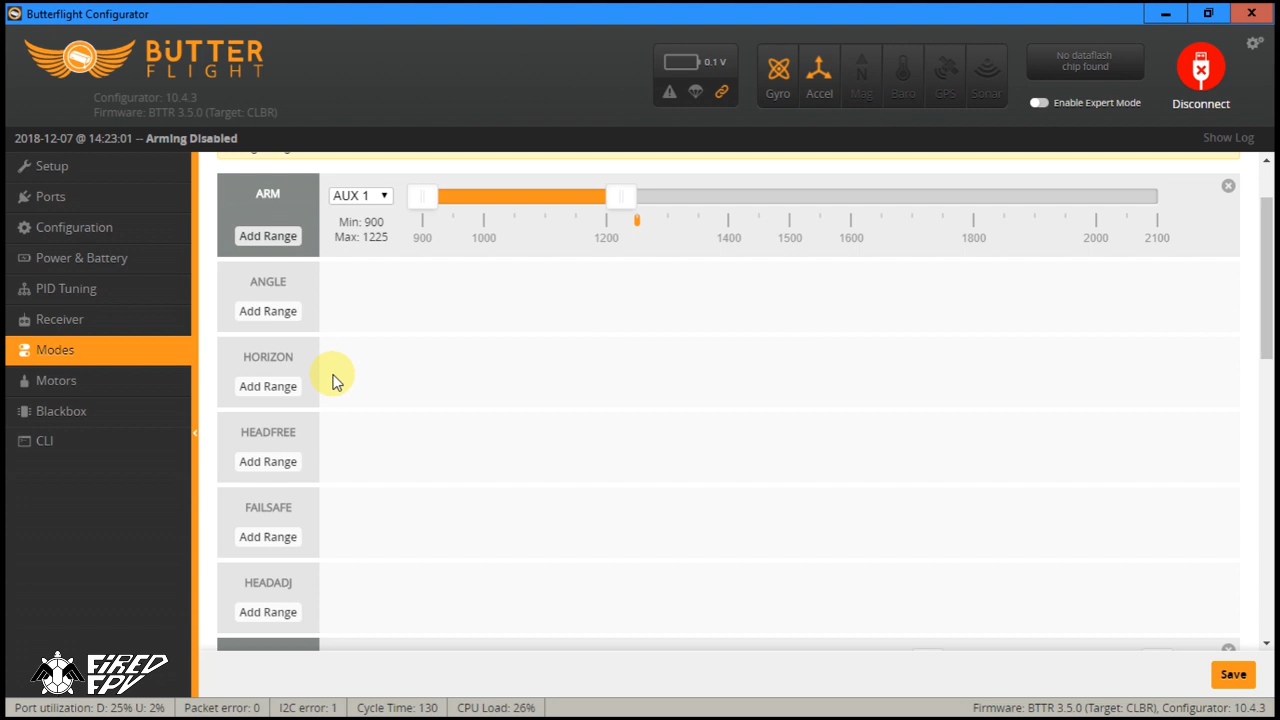 Butterflight Configurator
BUTTER
FLIGHT
Configurator: 10.4.3
Firmware: BTTR 3.5.0 (Target: CLBR)
0.1 V
Gyro
Accel
Mag
Baro
GPS
Sonar
No dataflash
chip found
Enable Expert Mode
Disconnect
2018-12-07 @ 14:23:01 -- Arming Disabled
Show Log
Setup
Ports
Configuration
Power & Battery
PID Tuning
Receiver
Modes
Motors
Blackbox
CLI
ARM
Add Range
AUX 1
Min: 900
Max: 1225
900 1000 1200 1400 1500 1600 1800 2000 2100
ANGLE
Add Range
HORIZON
Add Range
HEADFREE
Add Range
FAILSAFE
Add Range
HEADADJ
Add Range
Save
FIRED
FPV
Port utilization: D: 25% U: 2% Packet error: 0 I2C error: 1 Cycle Time: 130 CPU Load: 26% Firmware: BTTR 3.5.0 (Target: CLBR), Configurator: 10.4.3